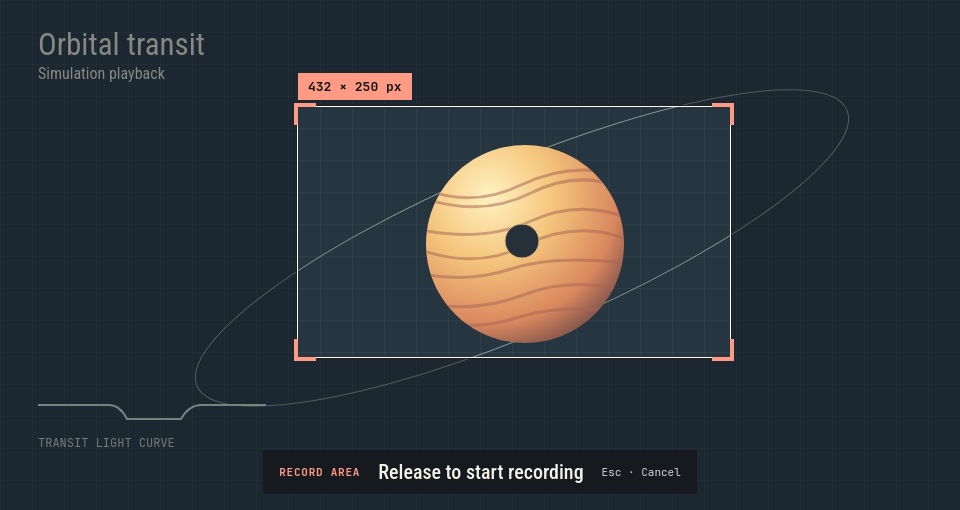 Orbital transit
Simulation playback
432 × 250 px
TRANSIT LIGHT CURVE
RECORD AREA Release to start recording Esc · Cancel